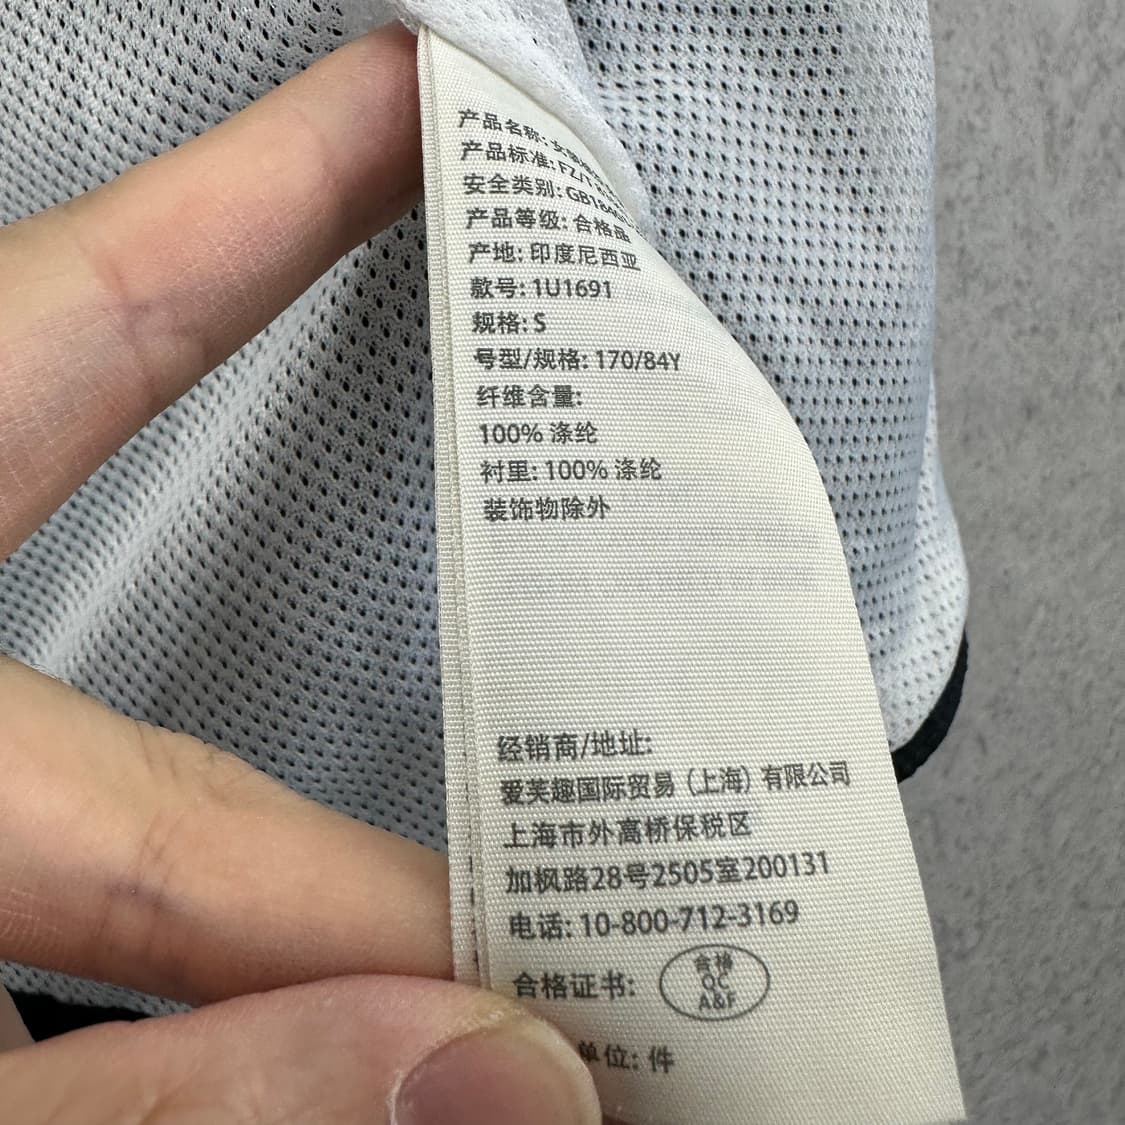 产品名称: 女
产品标准: FZ/T
安全类别: GB18401
产品等级: 合格品
产地: 印度尼西亚
款号: 1U1691
规格: S
号型/规格: 170/84Y
纤维含量:
100% 涤纶
衬里: 100% 涤纶
装饰物除外
经销商/地址:
爱芙趣国际贸易 (上海) 有限公司
上海市外高桥保税区
加枫路28号2505室200131
电话: 10-800-712-3169
合格证书: 合格
QC
A&F
单位: 件